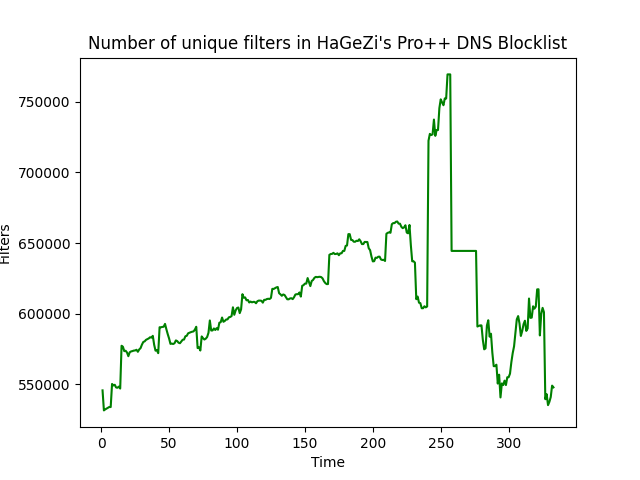 Number of unique filters in HaGeZi's Pro++ DNS Blocklist
750000
700000
650000
600000
550000
Filters
0 50 100 150 200 250 300
Time